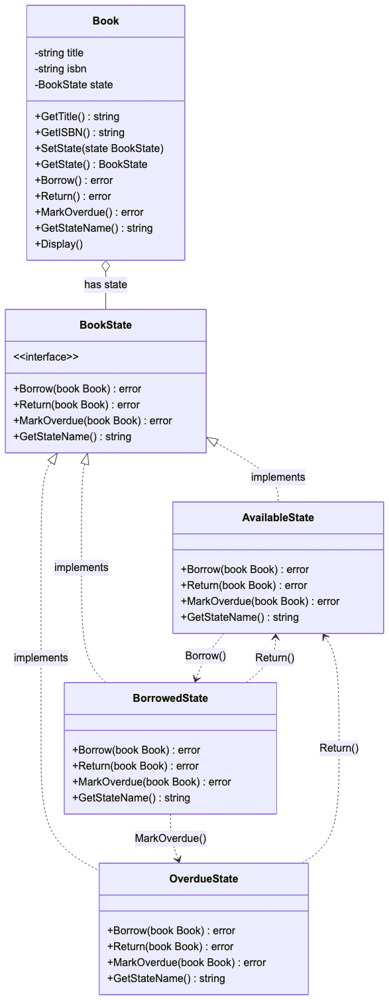 Book
-string title
-string isbn
-BookState state
+GetTitle() : string
+GetISBN() : string
+SetState(state BookState)
+GetState() : BookState
+Borrow() : error
+Return() : error
+MarkOverdue() : error
+GetStateName() : string
+Display()
has state
BookState
<<interface>>
+Borrow(book Book) : error
+Return(book Book) : error
+MarkOverdue(book Book) : error
+GetStateName() : string
implements
AvailableState
+Borrow(book Book) : error
+Return(book Book) : error
+MarkOverdue(book Book) : error
+GetStateName() : string
implements
implements
Borrow()
Return()
BorrowedState
+Borrow(book Book) : error
+Return(book Book) : error
+MarkOverdue(book Book) : error
+GetStateName() : string
Return()
MarkOverdue()
OverdueState
+Borrow(book Book) : error
+Return(book Book) : error
+MarkOverdue(book Book) : error
+GetStateName() : string